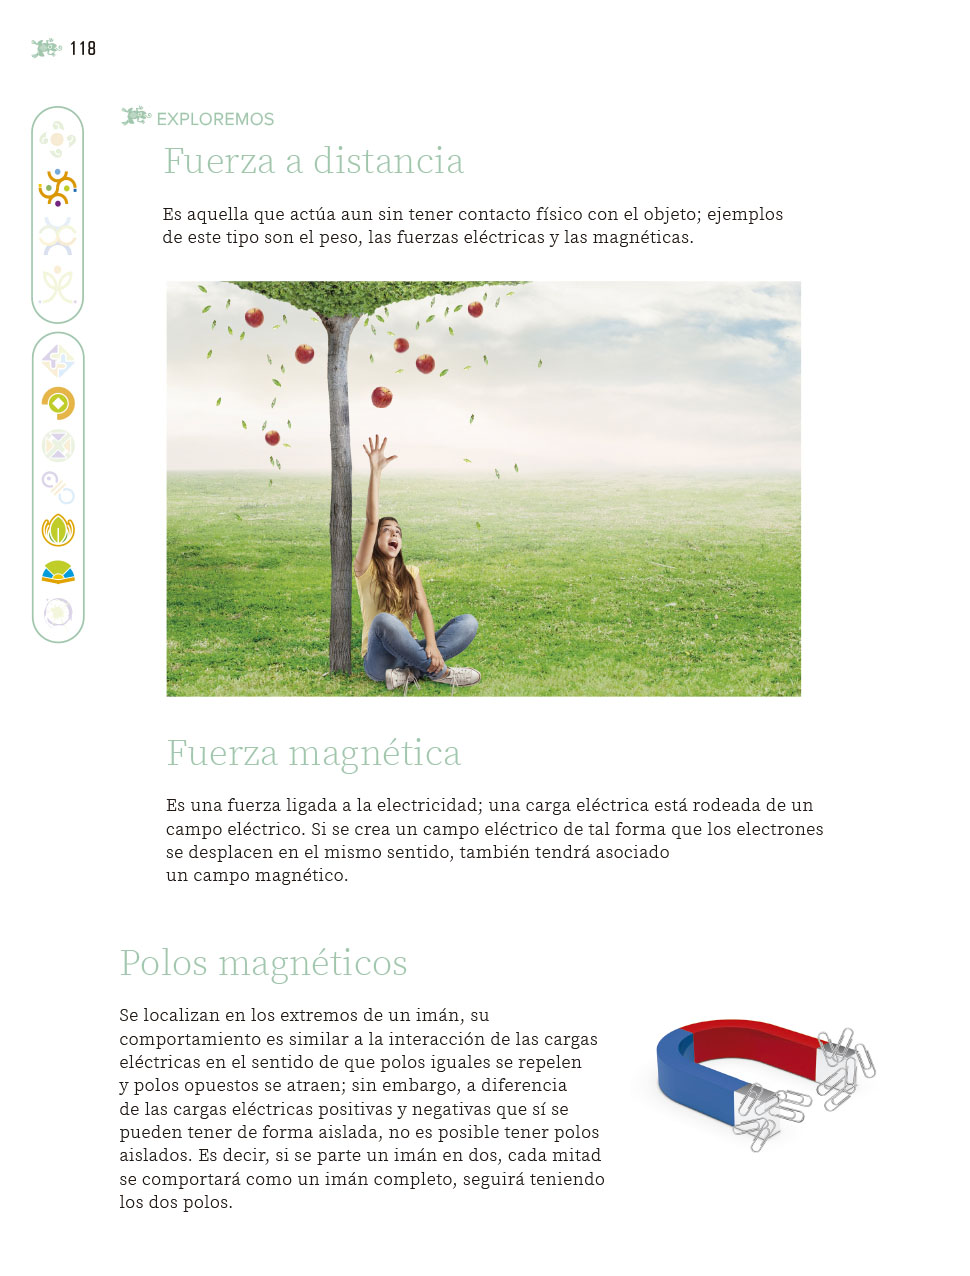 118
EXPLOREMOS
Fuerza a distancia
Es aquella que actúa aun sin tener contacto físico con el objeto; ejemplos
de este tipo son el peso, las fuerzas eléctricas y las magnéticas.
Fuerza magnética
Es una fuerza ligada a la electricidad; una carga eléctrica está rodeada de un
campo eléctrico. Si se crea un campo eléctrico de tal forma que los electrones
se desplacen en el mismo sentido, también tendrá asociado
un campo magnético.
Polos magnéticos
Se localizan en los extremos de un imán, su
comportamiento es similar a la interacción de las cargas
eléctricas en el sentido de que polos iguales se repelen
y polos opuestos se atraen; sin embargo, a diferencia
de las cargas eléctricas positivas y negativas que sí se
pueden tener de forma aislada, no es posible tener polos
aislados. Es decir, si se parte un imán en dos, cada mitad
se comportará como un imán completo, seguirá teniendo
los dos polos.